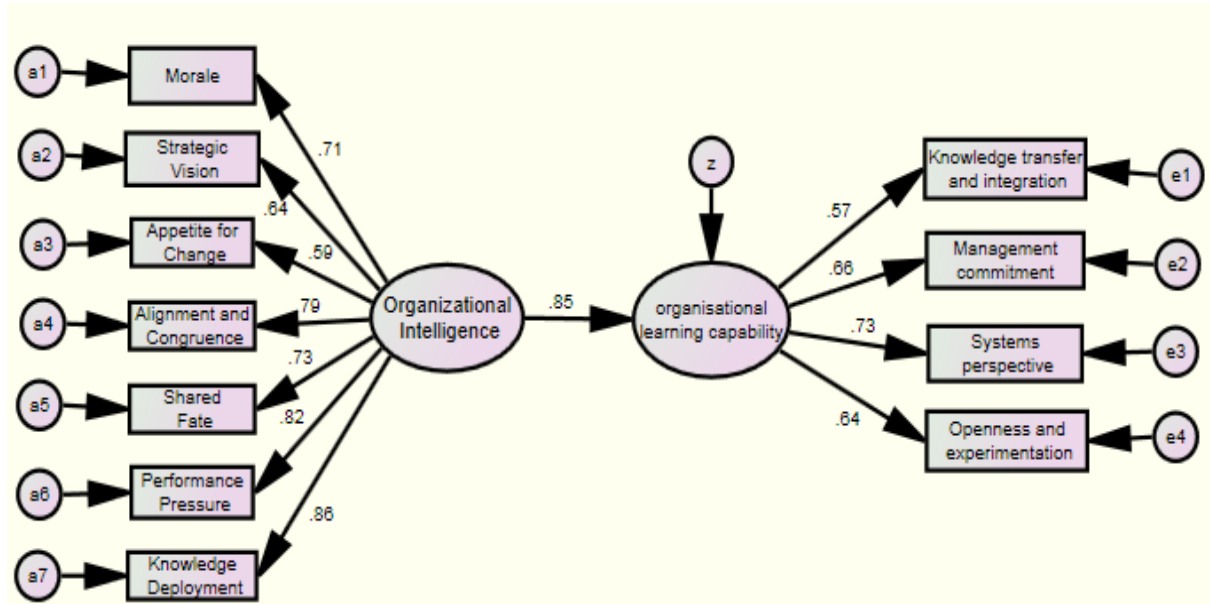 a1
Morale
.71
a2
Strategic
Vision
.64
a3
Appetite for
Change
.59
a4
Alignment and
Congruence
.79
a5
Shared
Fate
.73
a6
Performance
Pressure
.82
a7
Knowledge
Deployment
.86
Organizational
Intelligence
.85
z
organisational
learning capability
.57
Knowledge transfer
and integration
e1
.66
Management
commitment
e2
.73
Systems
perspective
e3
.64
Openness and
experimentation
e4